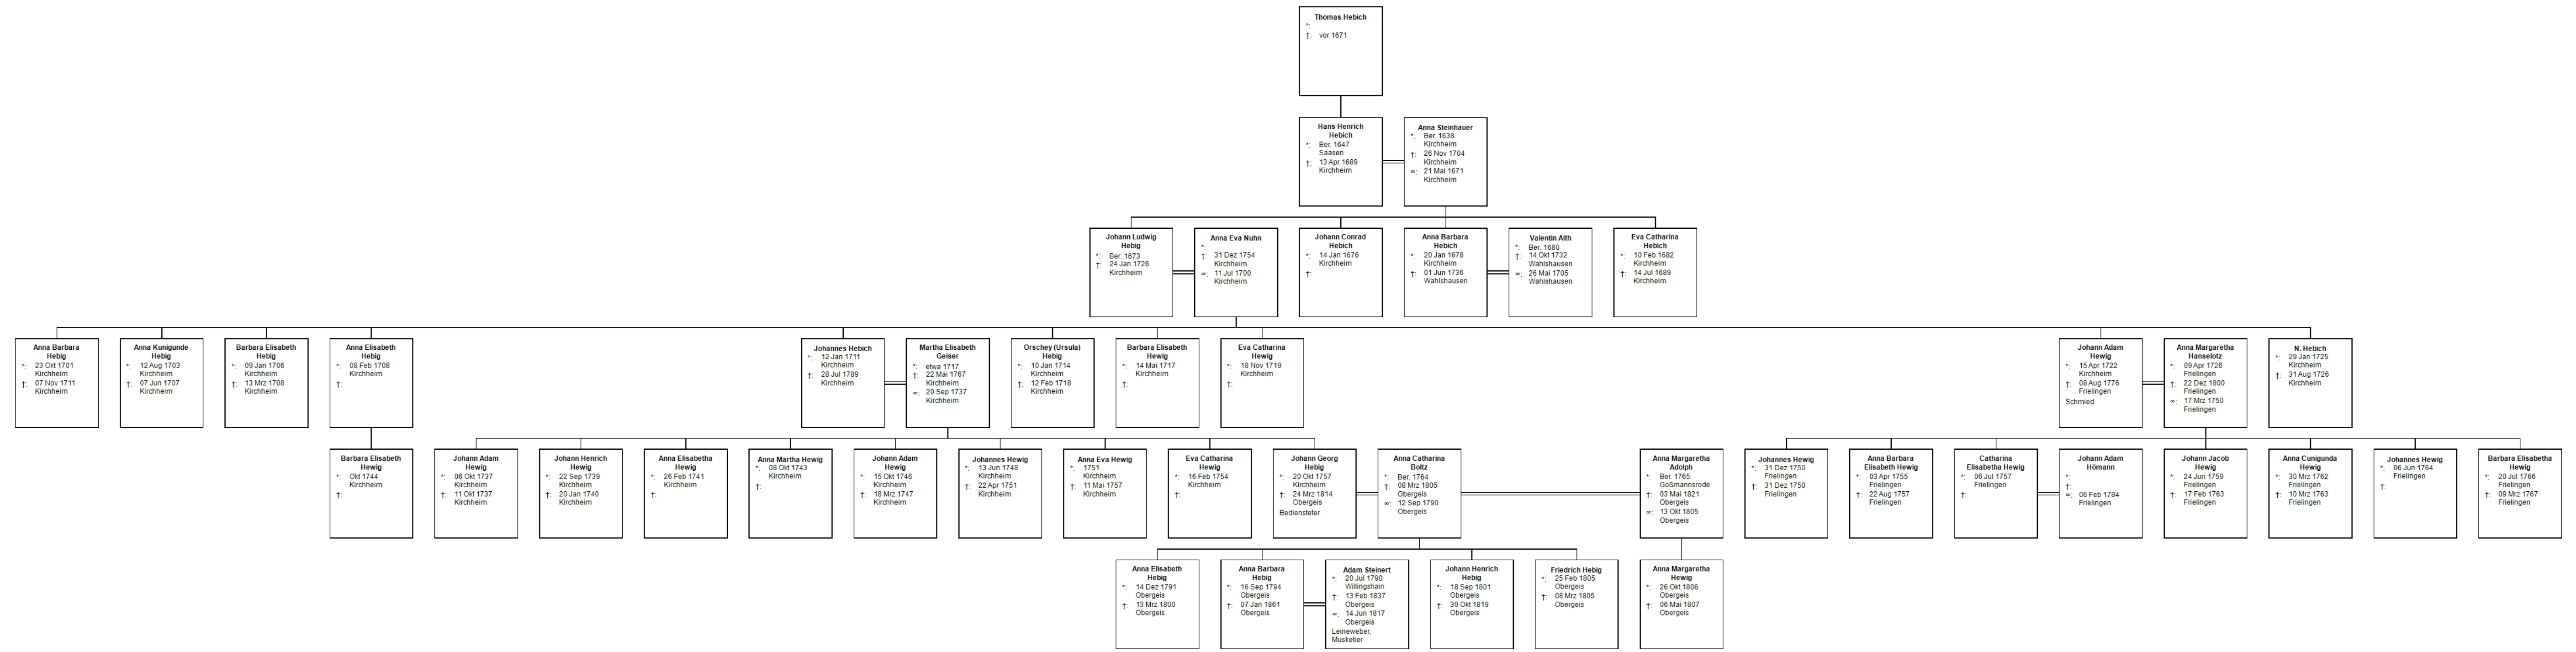 Thomas Hebich
*:
†: vor 1671
Hans Henrich
Hebich
*: Ber. 1647
Saasen
†: 13 Apr 1689
Kirchheim
Anna Steinhauer
*: Ber. 1638
Kirchheim
†: 26 Nov 1704
Kirchheim
∞: 21 Mai 1671
Kirchheim
Johann Ludwig
Hebig
*: Ber. 1673
†: 24 Jan 1726
Kirchheim
Anna Eva Nuhn
*:
†: 31 Dez 1754
Kirchheim
∞: 11 Jul 1700
Kirchheim
Johann Conrad
Hebich
*: 14 Jan 1676
Kirchheim
†:
Anna Barbara
Hebich
*: 20 Jan 1678
Kirchheim
†: 01 Jun 1736
Wahlshausen
Valentin Alth
*: Ber. 1680
†: 14 Okt 1732
Wahlshausen
∞: 26 Mai 1705
Wahlshausen
Eva Catharina
Hebich
*: 10 Feb 1682
Kirchheim
†: 14 Jul 1689
Kirchheim
Anna Barbara
Hebig
*: 23 Okt 1701
Kirchheim
†: 07 Nov 1711
Kirchheim
Anna Kunigunde
Hebig
*: 12 Aug 1703
Kirchheim
†: 07 Jun 1707
Kirchheim
Barbara Elisabeth
Hebig
*: 09 Jan 1706
Kirchheim
†: 13 Mrz 1708
Kirchheim
Anna Elisabeth
Hebig
*: 08 Feb 1708
Kirchheim
†:
Johannes Hebich
*: 12 Jan 1711
Kirchheim
†: 28 Jul 1789
Kirchheim
Martha Elisabeth
Geiser
*: etwa 1717
†: 22 Mai 1767
Kirchheim
∞: 20 Sep 1737
Kirchheim
Orschey (Ursula)
Hebig
*: 10 Jan 1714
Kirchheim
†: 12 Feb 1718
Kirchheim
Barbara Elisabeth
Hewig
*: 14 Mai 1717
Kirchheim
†:
Eva Catharina
Hewig
*: 18 Nov 1719
Kirchheim
†:
Johann Adam
Hewig
*: 15 Apr 1722
Kirchheim
†: 08 Aug 1776
Frielingen
Schmied
Anna Margaretha
Hanselotz
*: 09 Apr 1726
Frielingen
†: 22 Dez 1800
Frielingen
∞: 17 Mrz 1750
Frielingen
N. Hebich
*: 29 Jan 1725
Kirchheim
†: 31 Aug 1726
Kirchheim
Barbara Elisabeth
Hewig
*: Okt 1744
Kirchheim
†:
Johann Adam
Hewig
*: 06 Okt 1737
Kirchheim
†: 11 Okt 1737
Kirchheim
Johann Henrich
Hewig
*: 22 Sep 1739
Kirchheim
†: 20 Jan 1740
Kirchheim
Anna Elisabetha
Hewig
*: 26 Feb 1741
Kirchheim
†:
Anna Martha Hewig
*: 08 Okt 1743
Kirchheim
†:
Johann Adam
Hewig
*: 15 Okt 1746
Kirchheim
†: 18 Mrz 1747
Kirchheim
Johannes Hewig
*: 13 Jun 1748
Kirchheim
†: 22 Apr 1751
Kirchheim
Anna Eva Hewig
*: 1751
Kirchheim
†: 11 Mai 1757
Kirchheim
Eva Catharina
Hewig
*: 16 Feb 1754
Kirchheim
†:
Johann Georg
Hebig
*: 20 Okt 1757
Kirchheim
†: 24 Mrz 1814
Obergeis
Bediensteter
Anna Catharina
Boltz
*: Ber. 1764
†: 08 Mrz 1805
Obergeis
∞: 12 Sep 1790
Obergeis
Anna Margaretha
Adolph
*: Ber. 1765
Goßmannsrode
†: 03 Mai 1821
Obergeis
∞: 13 Okt 1805
Obergeis
Johannes Hewig
*: 31 Dez 1750
Frielingen
†: 31 Dez 1750
Frielingen
Anna Barbara
Elisabeth Hewig
*: 03 Apr 1755
Frielingen
†: 22 Aug 1757
Frielingen
Catharina
Elisabetha Hewig
*: 06 Jul 1757
Frielingen
†:
Johann Adam
Hömann
*:
†:
∞: 06 Feb 1784
Frielingen
Johann Jacob
Hewig
*: 24 Jun 1759
Frielingen
†: 17 Feb 1763
Frielingen
Anna Cunigunda
Hewig
*: 30 Mrz 1762
Frielingen
†: 10 Mrz 1763
Frielingen
Johannes Hewig
*: 06 Jun 1764
Frielingen
†:
Barbara Elisabetha
Hewig
*: 20 Jul 1766
Frielingen
†: 09 Mrz 1767
Frielingen
Anna Elisabeth
Hebig
*: 14 Dez 1791
Obergeis
†: 13 Mrz 1800
Obergeis
Anna Barbara
Hebig
*: 16 Sep 1794
Obergeis
†: 07 Jan 1861
Obergeis
Adam Steinert
*: 20 Jul 1790
Willingshain
†: 13 Feb 1837
Obergeis
∞: 14 Jun 1817
Obergeis
Leineweber,
Musketier
Johann Henrich
Hebig
*: 18 Sep 1801
Obergeis
†: 30 Okt 1819
Obergeis
Friedrich Hebig
*: 25 Feb 1805
Obergeis
†: 08 Mrz 1805
Obergeis
Anna Margaretha
Hewig
*: 26 Okt 1806
Obergeis
†: 06 Mai 1807
Obergeis